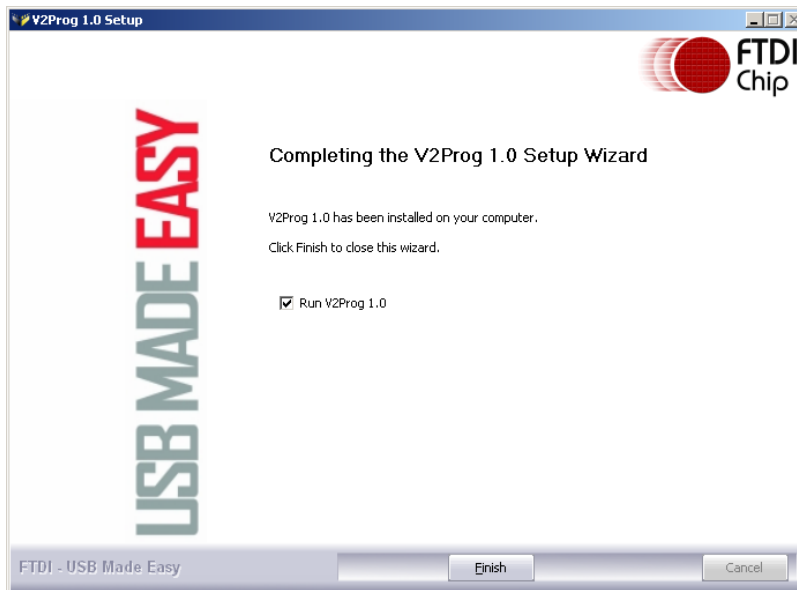 V2Prog 1.0 Setup
FTDI
Chip
USB MADE EASY
Completing the V2Prog 1.0 Setup Wizard
V2Prog 1.0 has been installed on your computer.
Click Finish to close this wizard.
Run V2Prog 1.0
FTDI - USB Made Easy
Finish
Cancel